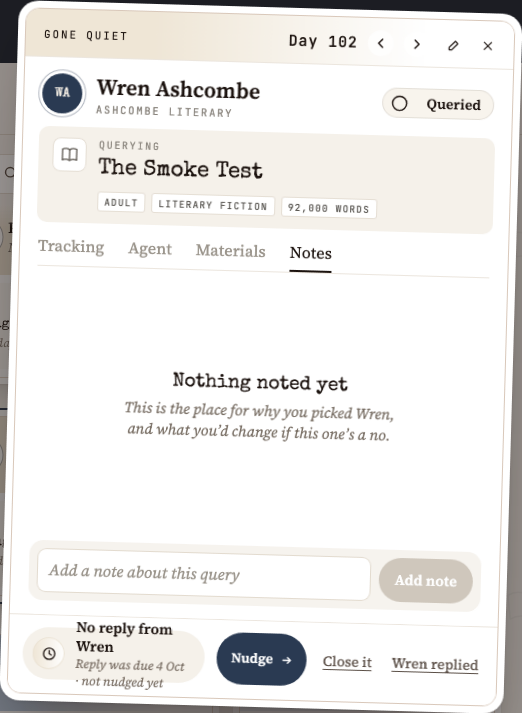 GONE QUIET
Day 102
WA
Wren Ashcombe
ASHCOMBE LITERARY
Queried
QUERYING
The Smoke Test
ADULT
LITERARY FICTION
92,000 WORDS
Tracking
Agent
Materials
Notes
Nothing noted yet
This is the place for why you picked Wren,
and what you’d change if this one’s a no.
Add a note about this query
Add note
No reply from
Wren
Reply was due 4 Oct
· not nudged yet
Nudge →
Close it
Wren replied